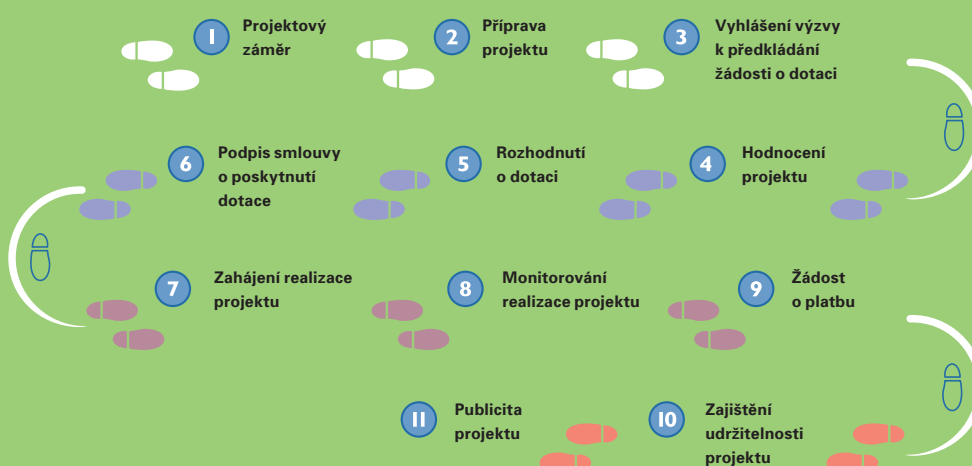 1 Projektový
záměr
2 Příprava
projektu
3 Vyhlášení výzvy
k předkládání
žádosti o dotaci
4 Hodnocení
projektu
5 Rozhodnutí
o dotaci
6 Podpis smlouvy
o poskytnutí
dotace
7 Zahájení realizace
projektu
8 Monitorování
realizace projektu
9 Žádost
o platbu
10 Zajištění
udržitelnosti
projektu
11 Publicita
projektu